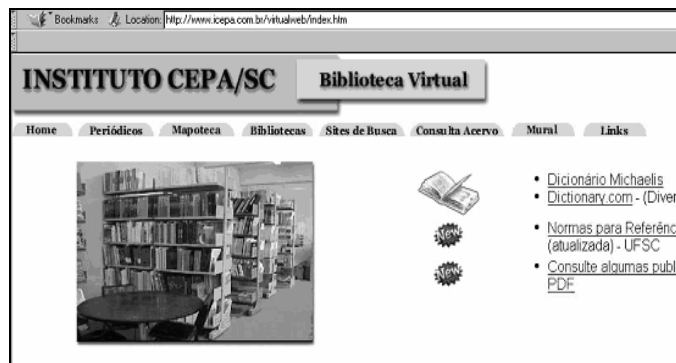 Bookmarks Location: http://www.icepa.com.br/virtualweb/index.htm
INSTITUTO CEPA/SC Biblioteca Virtual
Home Periódicos Mapoteca Bibliotecas Sites de Busca Consulta Acervo Mural Links
• Dicionário Michaelis
• Dictionary.com - (Diver
New
• Normas para Referênc
(atualizada) - UFSC
New
• Consulte algumas publ
PDF